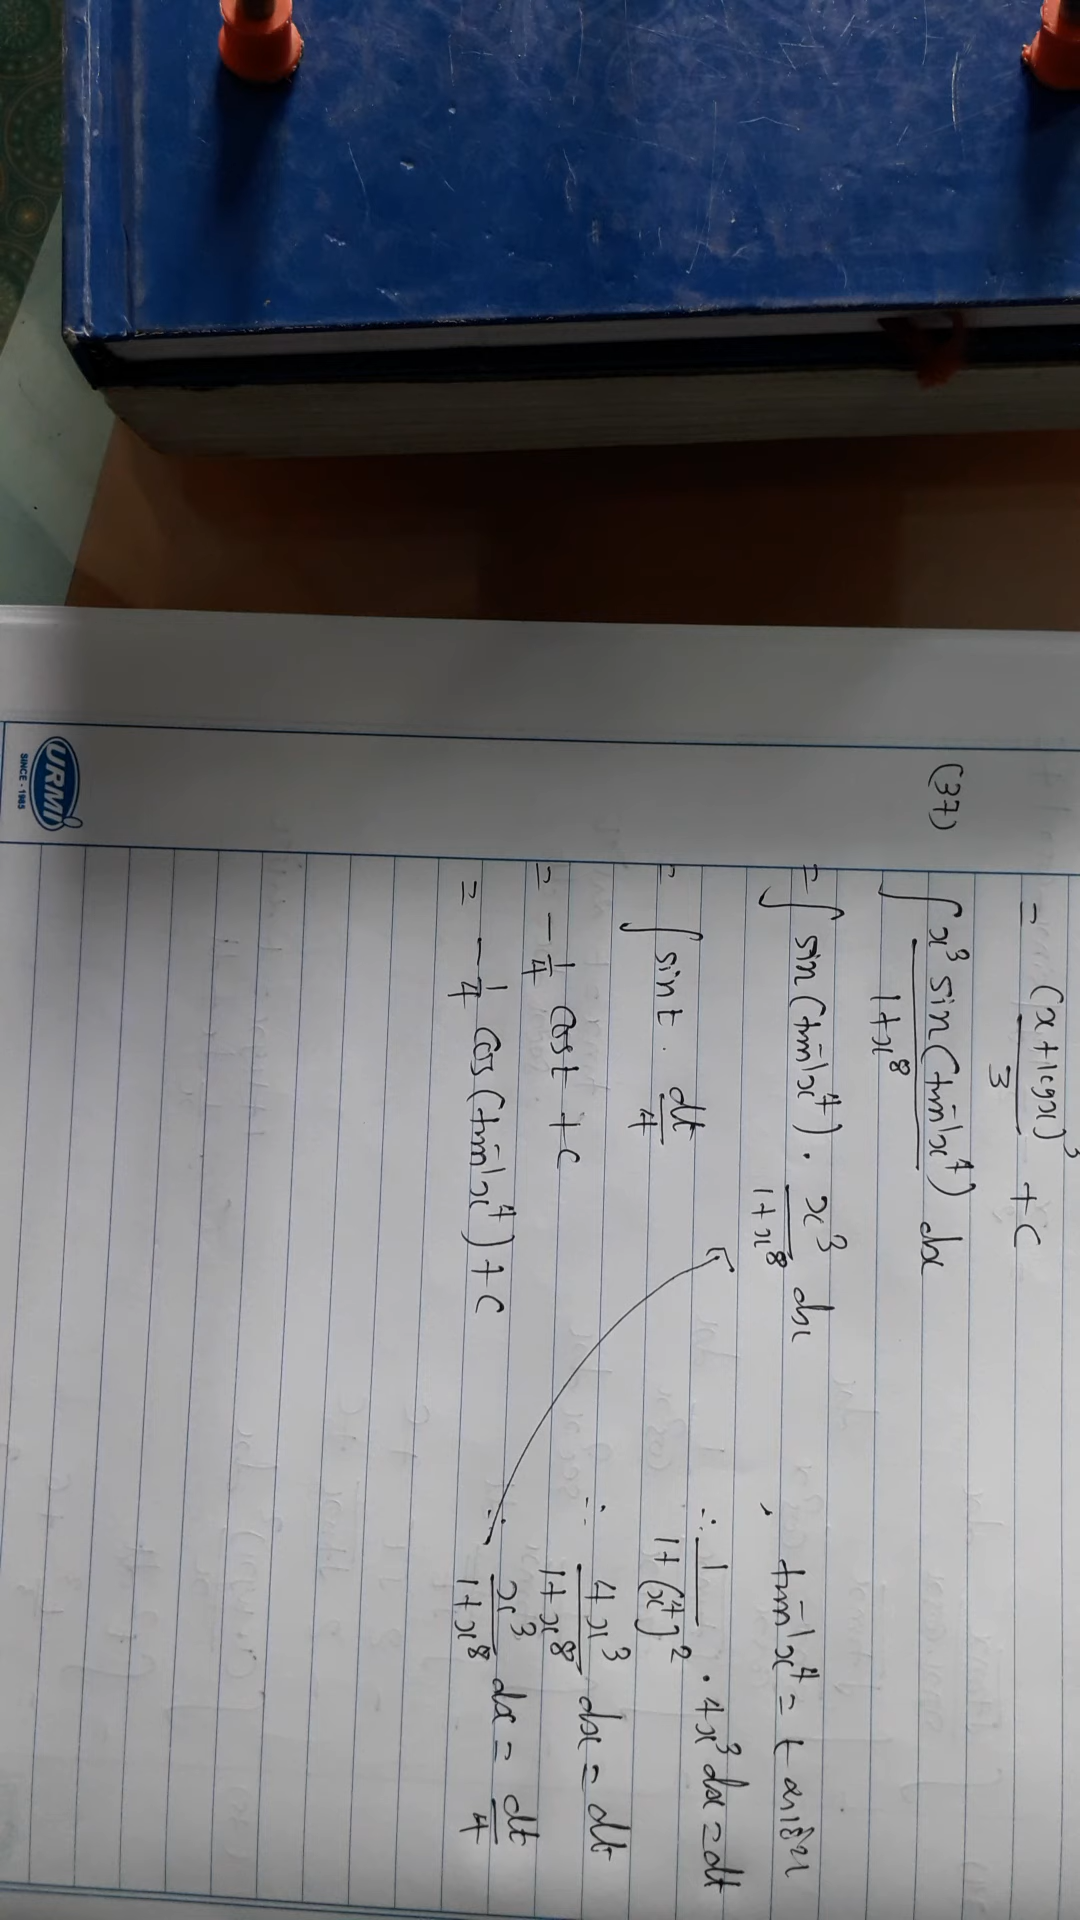 = (x+logx)³/3 + c
(37) ∫ x³ sin(tan⁻¹x⁴)/1+x⁸ dx
= ∫ sin(tan⁻¹x⁴) · x³/1+x⁸ dx , tan⁻¹x⁴ = t
∴ 1/1+(x⁴)² · 4x³ dx = dt
= ∫ sint · dt/4
∴ 4x³/1+x⁸ dx = dt
= -1/4 cost + c
∴ x³/1+x⁸ dx = dt/4
= -1/4 cos(tan⁻¹x⁴) + c
URMI
SINCE - 1985